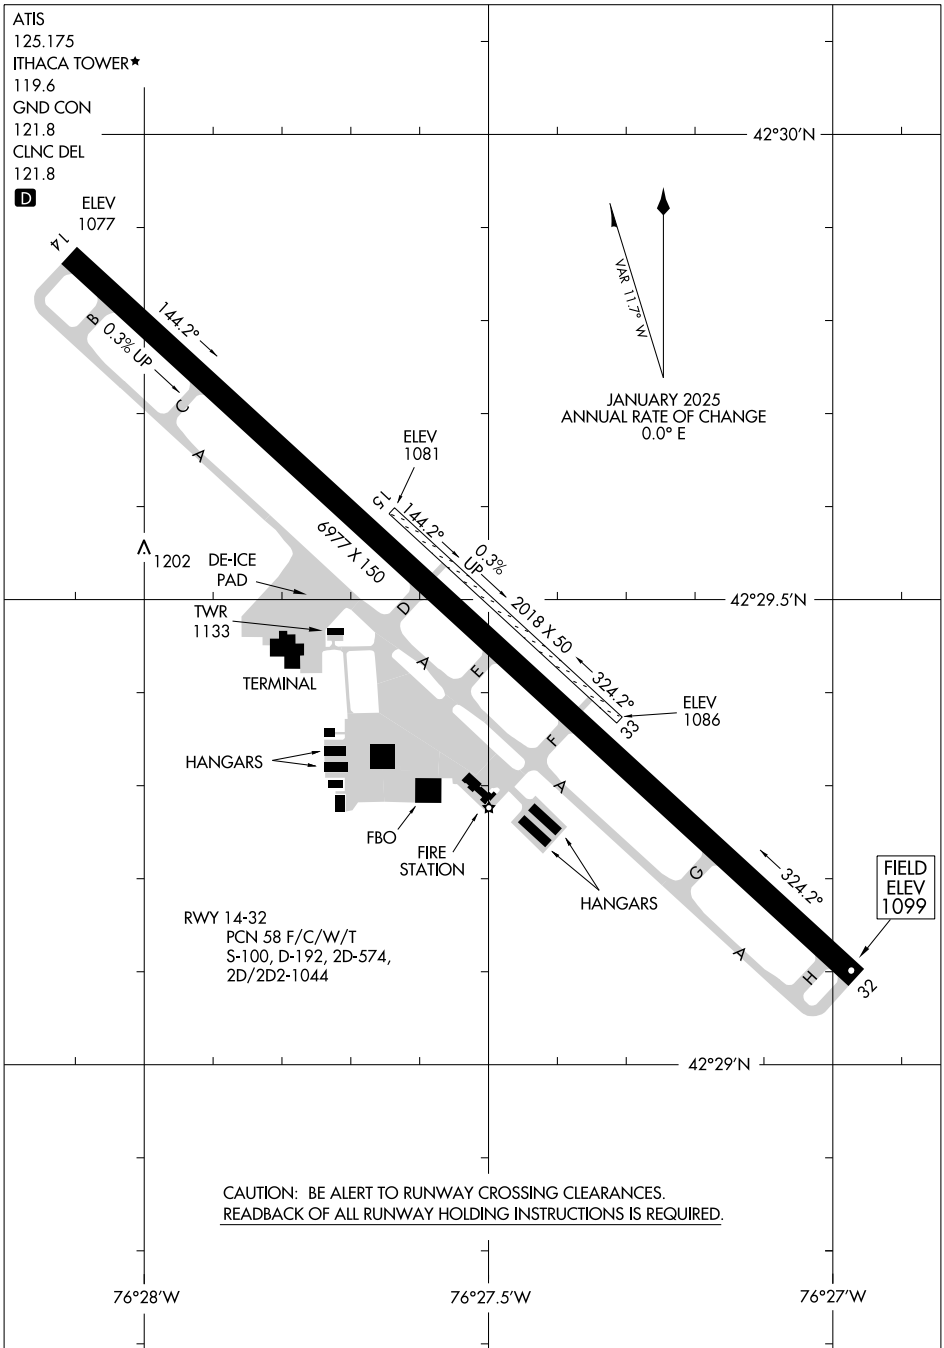 ATIS
125.175
ITHACA TOWER★
119.6
GND CON
121.8
CLNC DEL
121.8
D
42°30'N
ELEV
1077
14
VAR 11.7° W
B
144.2°
0.3% UP
JANUARY 2025
ANNUAL RATE OF CHANGE
0.0° E
C
A
ELEV
1081
15
144.2°
0.3%
UP
6977 X 150
1202
DE-ICE
PAD
42°29.5'N
TWR
1133
D
2018 X 50
TERMINAL
A
E
324.2°
ELEV
1086
33
F
HANGARS
A
FBO
FIRE
STATION
HANGARS
G
324.2°
FIELD
ELEV
1099
RWY 14-32
PCN 58 F/C/W/T
S-100, D-192, 2D-574,
2D/2D2-1044
A
H
32
42°29'N
CAUTION: BE ALERT TO RUNWAY CROSSING CLEARANCES.
READBACK OF ALL RUNWAY HOLDING INSTRUCTIONS IS REQUIRED.
76°28'W
76°27.5'W
76°27'W